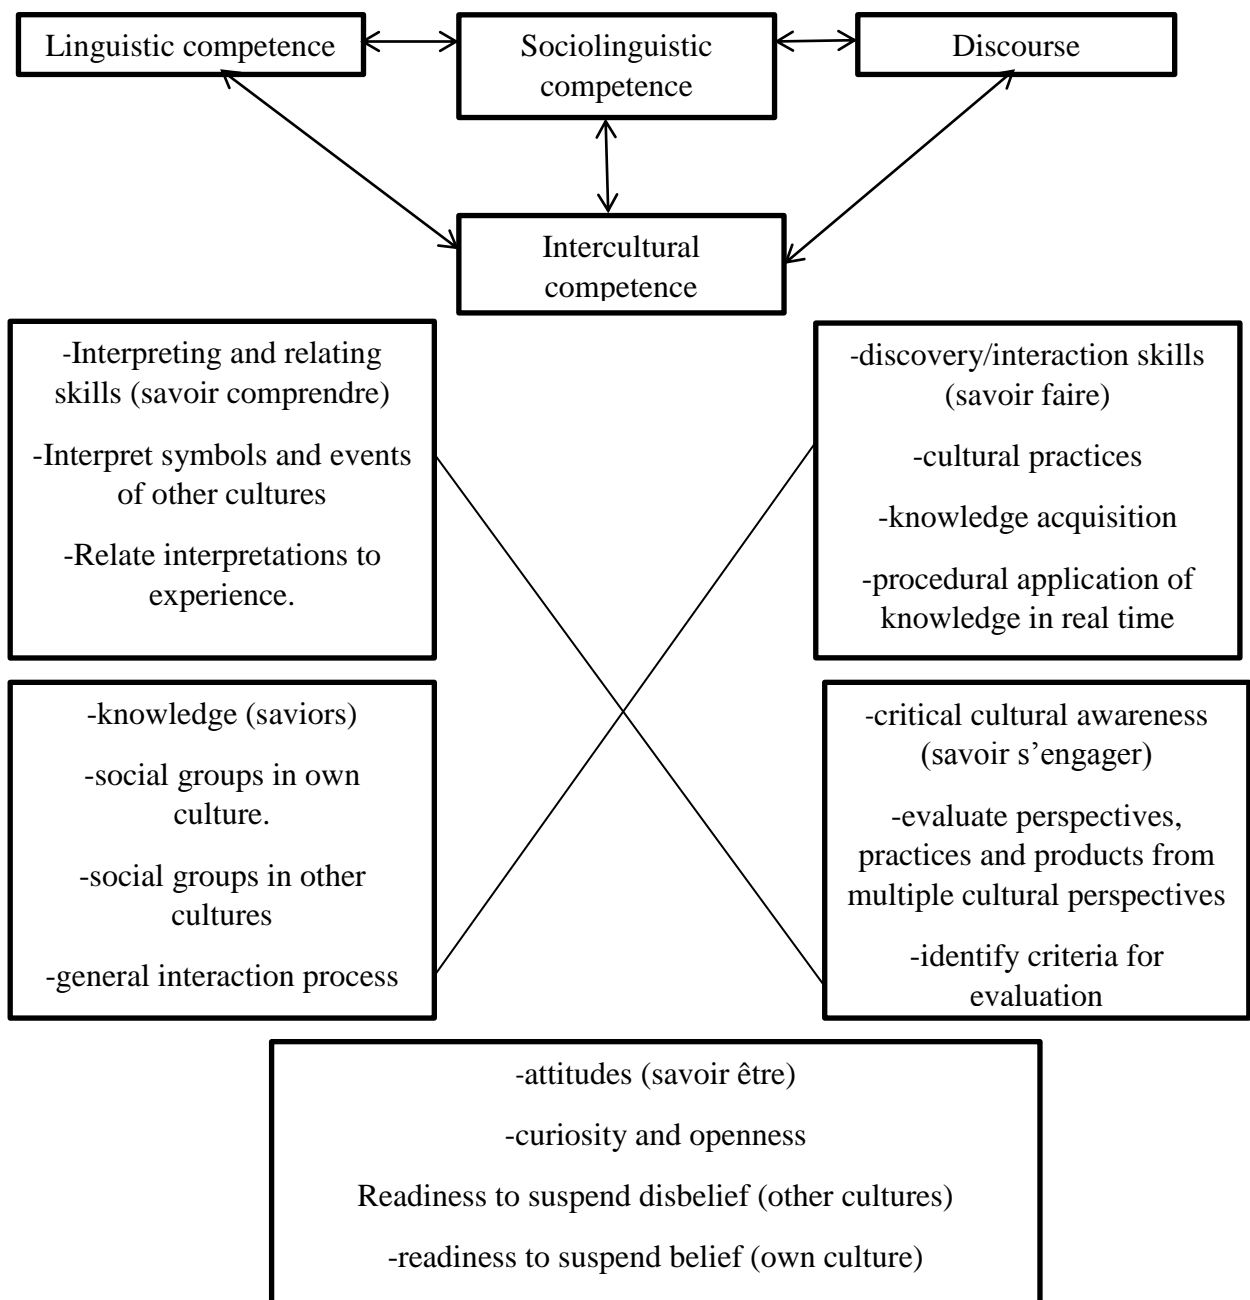 Linguistic competence
Sociolinguistic
competence
Discourse
Intercultural
competence
-Interpreting and relating
skills (savoir comprendre)
-Interpret symbols and events
of other cultures
-Relate interpretations to
experience.
-discovery/interaction skills
(savoir faire)
-cultural practices
-knowledge acquisition
-procedural application of
knowledge in real time
-knowledge (saviors)
-social groups in own
culture.
-social groups in other
cultures
-general interaction process
-critical cultural awareness
(savoir s’engager)
-evaluate perspectives,
practices and products from
multiple cultural perspectives
-identify criteria for
evaluation
-attitudes (savoir être)
-curiosity and openness
Readiness to suspend disbelief (other cultures)
-readiness to suspend belief (own culture)